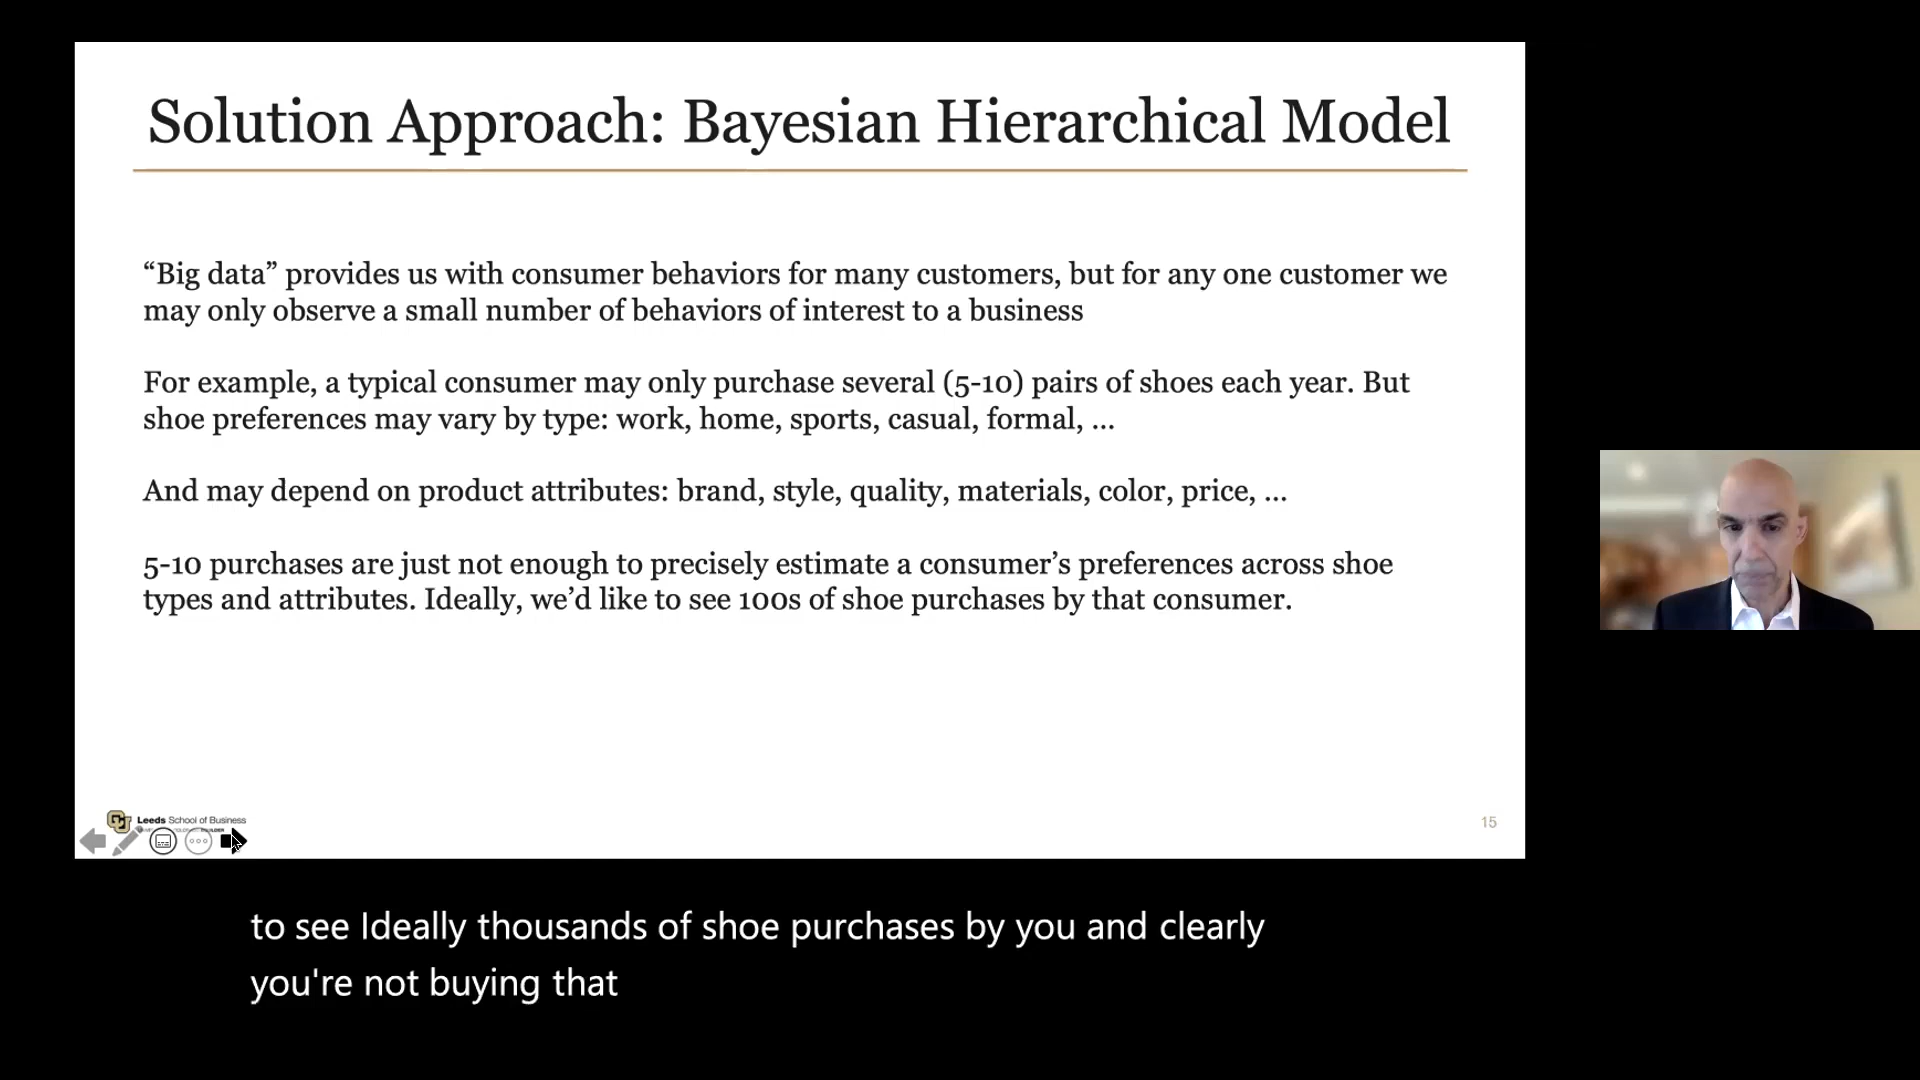 Solution Approach: Bayesian Hierarchical Model
“Big data” provides us with consumer behaviors for many customers, but for any one customer we
may only observe a small number of behaviors of interest to a business
For example, a typical consumer may only purchase several (5-10) pairs of shoes each year. But
shoe preferences may vary by type: work, home, sports, casual, formal, ...
And may depend on product attributes: brand, style, quality, materials, color, price, ...
5-10 purchases are just not enough to precisely estimate a consumer’s preferences across shoe
types and attributes. Ideally, we’d like to see 100s of shoe purchases by that consumer.
Leeds School of Business
15
to see Ideally thousands of shoe purchases by you and clearly
you're not buying that